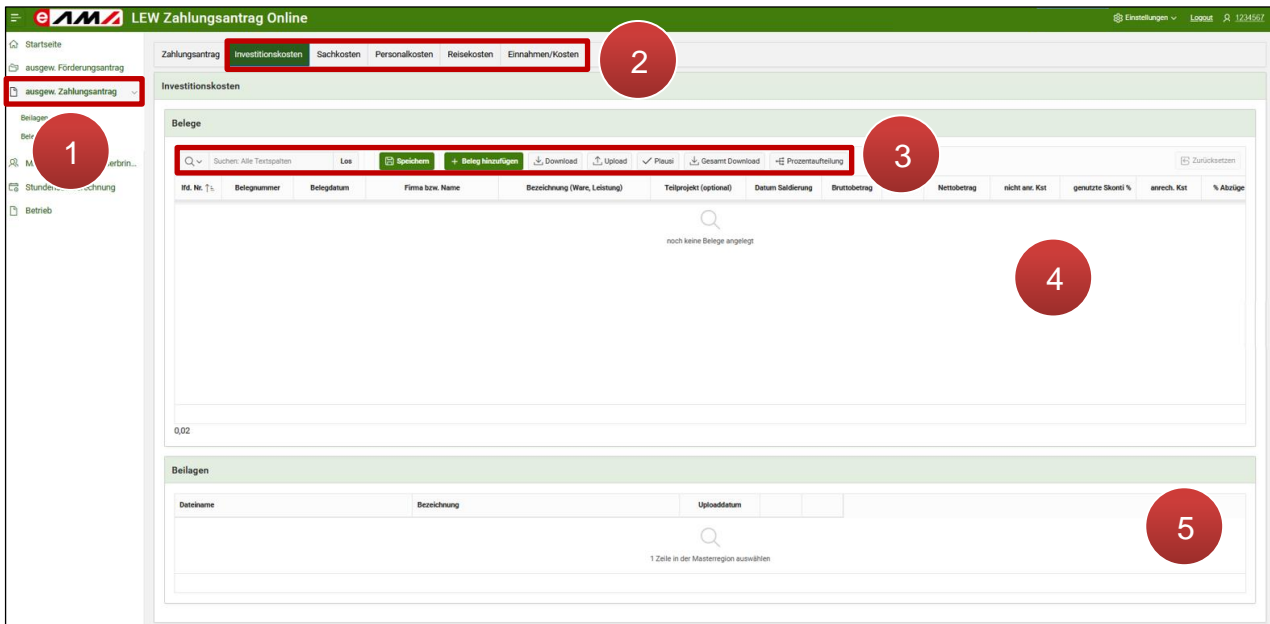 eAMA LEW Zahlungsantrag Online
Einstellungen Logout 1234567
Startseite
ausgew. Förderungsantrag
ausgew. Zahlungsantrag
Beilagen
1
Stunden
Betrieb
Zahlungsantrag Investitionskosten Sachkosten Personalkosten Reisekosten Einnahmen/Kosten
2
Investitionskosten
Belege
3
Suchen: Alle Textspalten Los Speichern + Beleg hinzufügen Download Upload Plausi Gesamt Download Prozentaufteilung Zurücksetzen
lfd. Nr. Belegnummer Belegdatum Firma bzw. Name Bezeichnung (Ware, Leistung) Teilprojekt (optional) Datum Saldierung Bruttobetrag Nettobetrag nicht anr. Kst genutzte Skonti % anrech. Kst % Abzüge
noch keine Belege angelegt
4
0,02
Beilagen
Dateiname Bezeichnung Uploaddatum
5
1 Zeile in der Masterregion auswählen